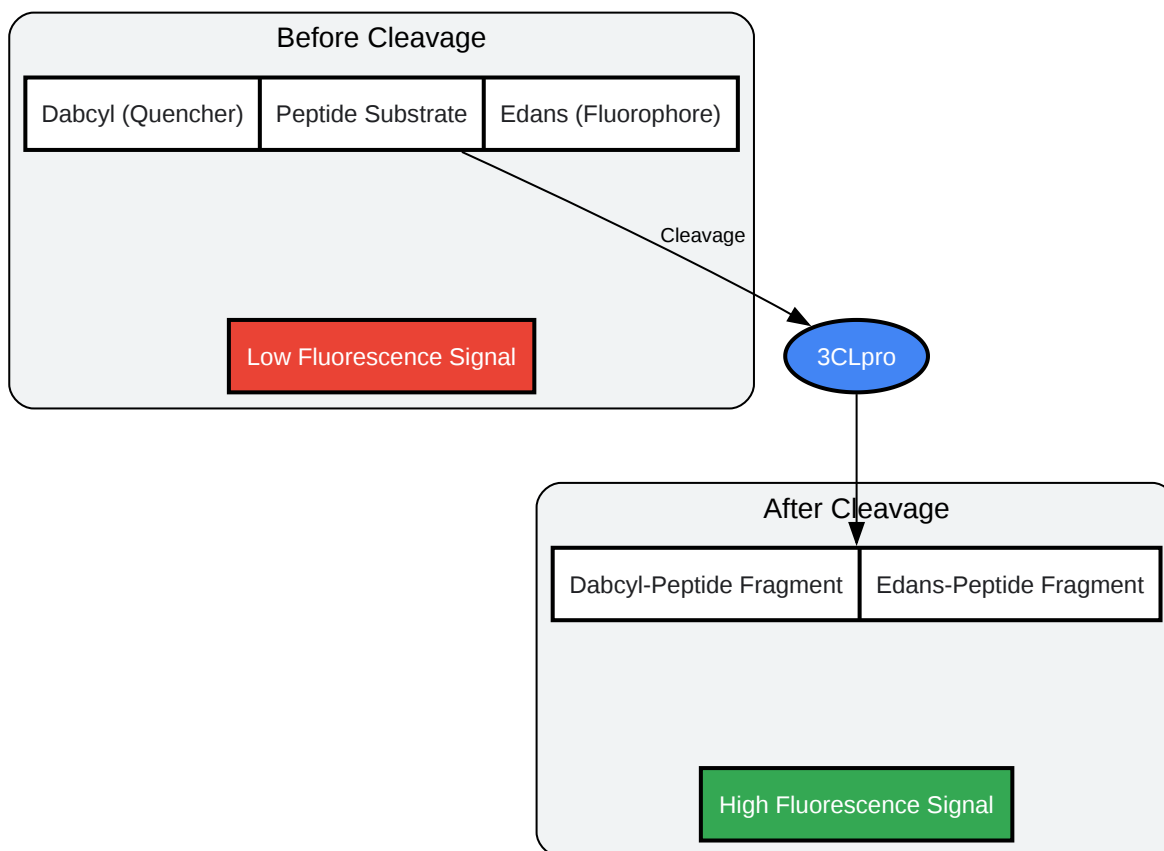 Before Cleavage
Dabcyl (Quencher) Peptide Substrate Edans (Fluorophore)
Cleavage
Low Fluorescence Signal
3CLpro
After Cleavage
Dabcyl-Peptide Fragment Edans-Peptide Fragment
High Fluorescence Signal